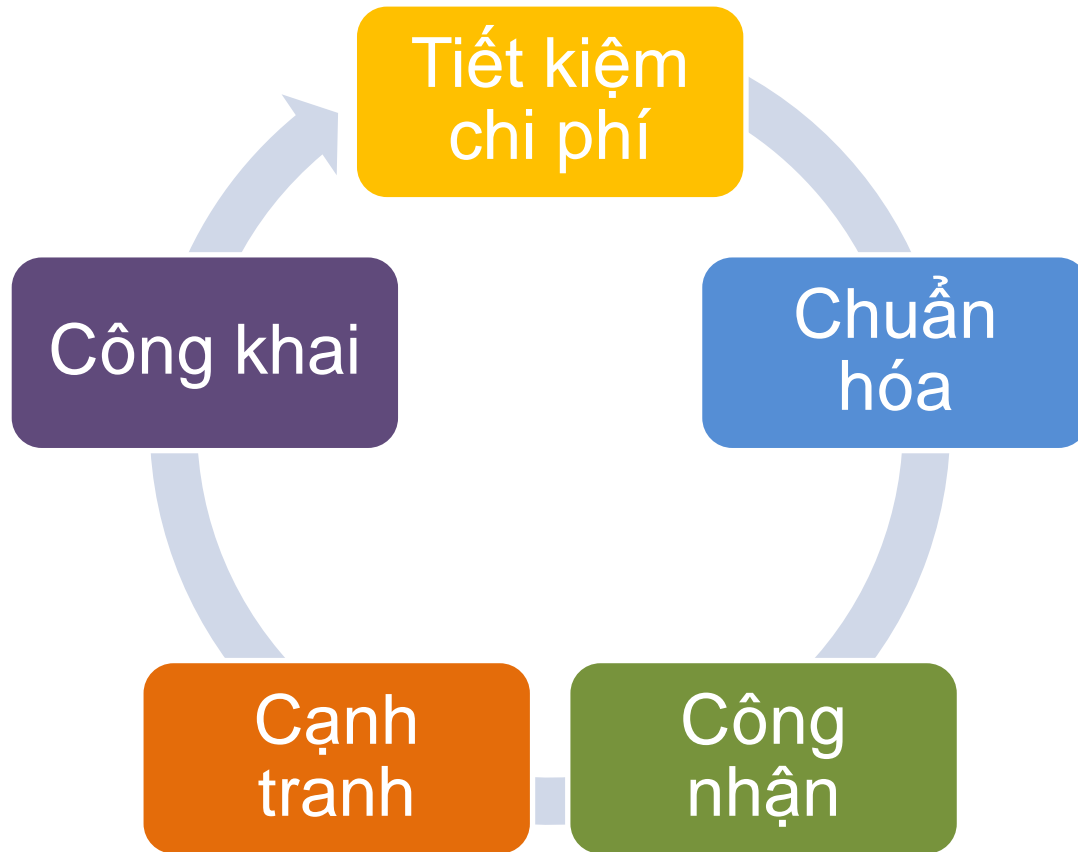 Tiết kiệm
chi phí
Chuẩn
hóa
Công
nhận
Cạnh
tranh
Công khai